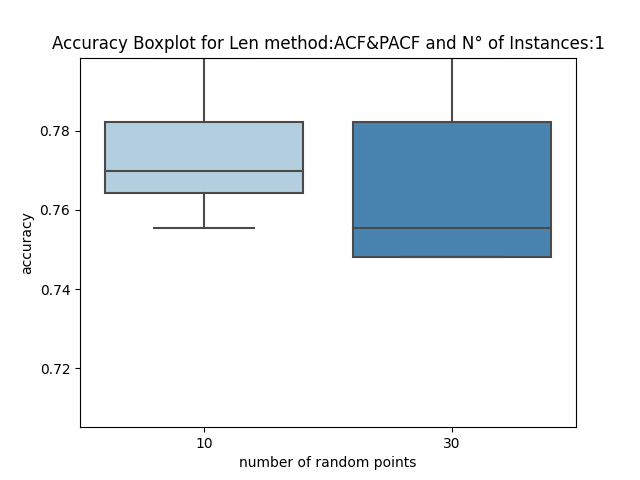 Accuracy Boxplot for Len method:ACF&PACF and N° of Instances:1
0.78
0.76
0.74
0.72
accuracy
10 30
number of random points